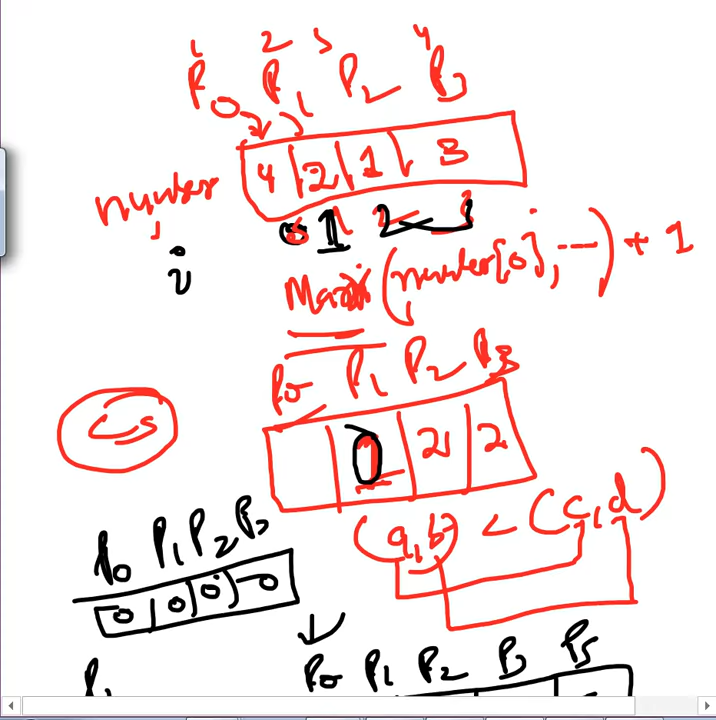 1 2 3 4
P0 P1 P2 P3
number 4 2 1 3
0 1 2 3
i
Max (number[0], ...) + 1
P0 P1 P2 P3
0 2 2
CS
(a,b) < (c,d)
P0 P1 P2 P3
0 0 0 0
P0 P1 P2 P3 P5
P1